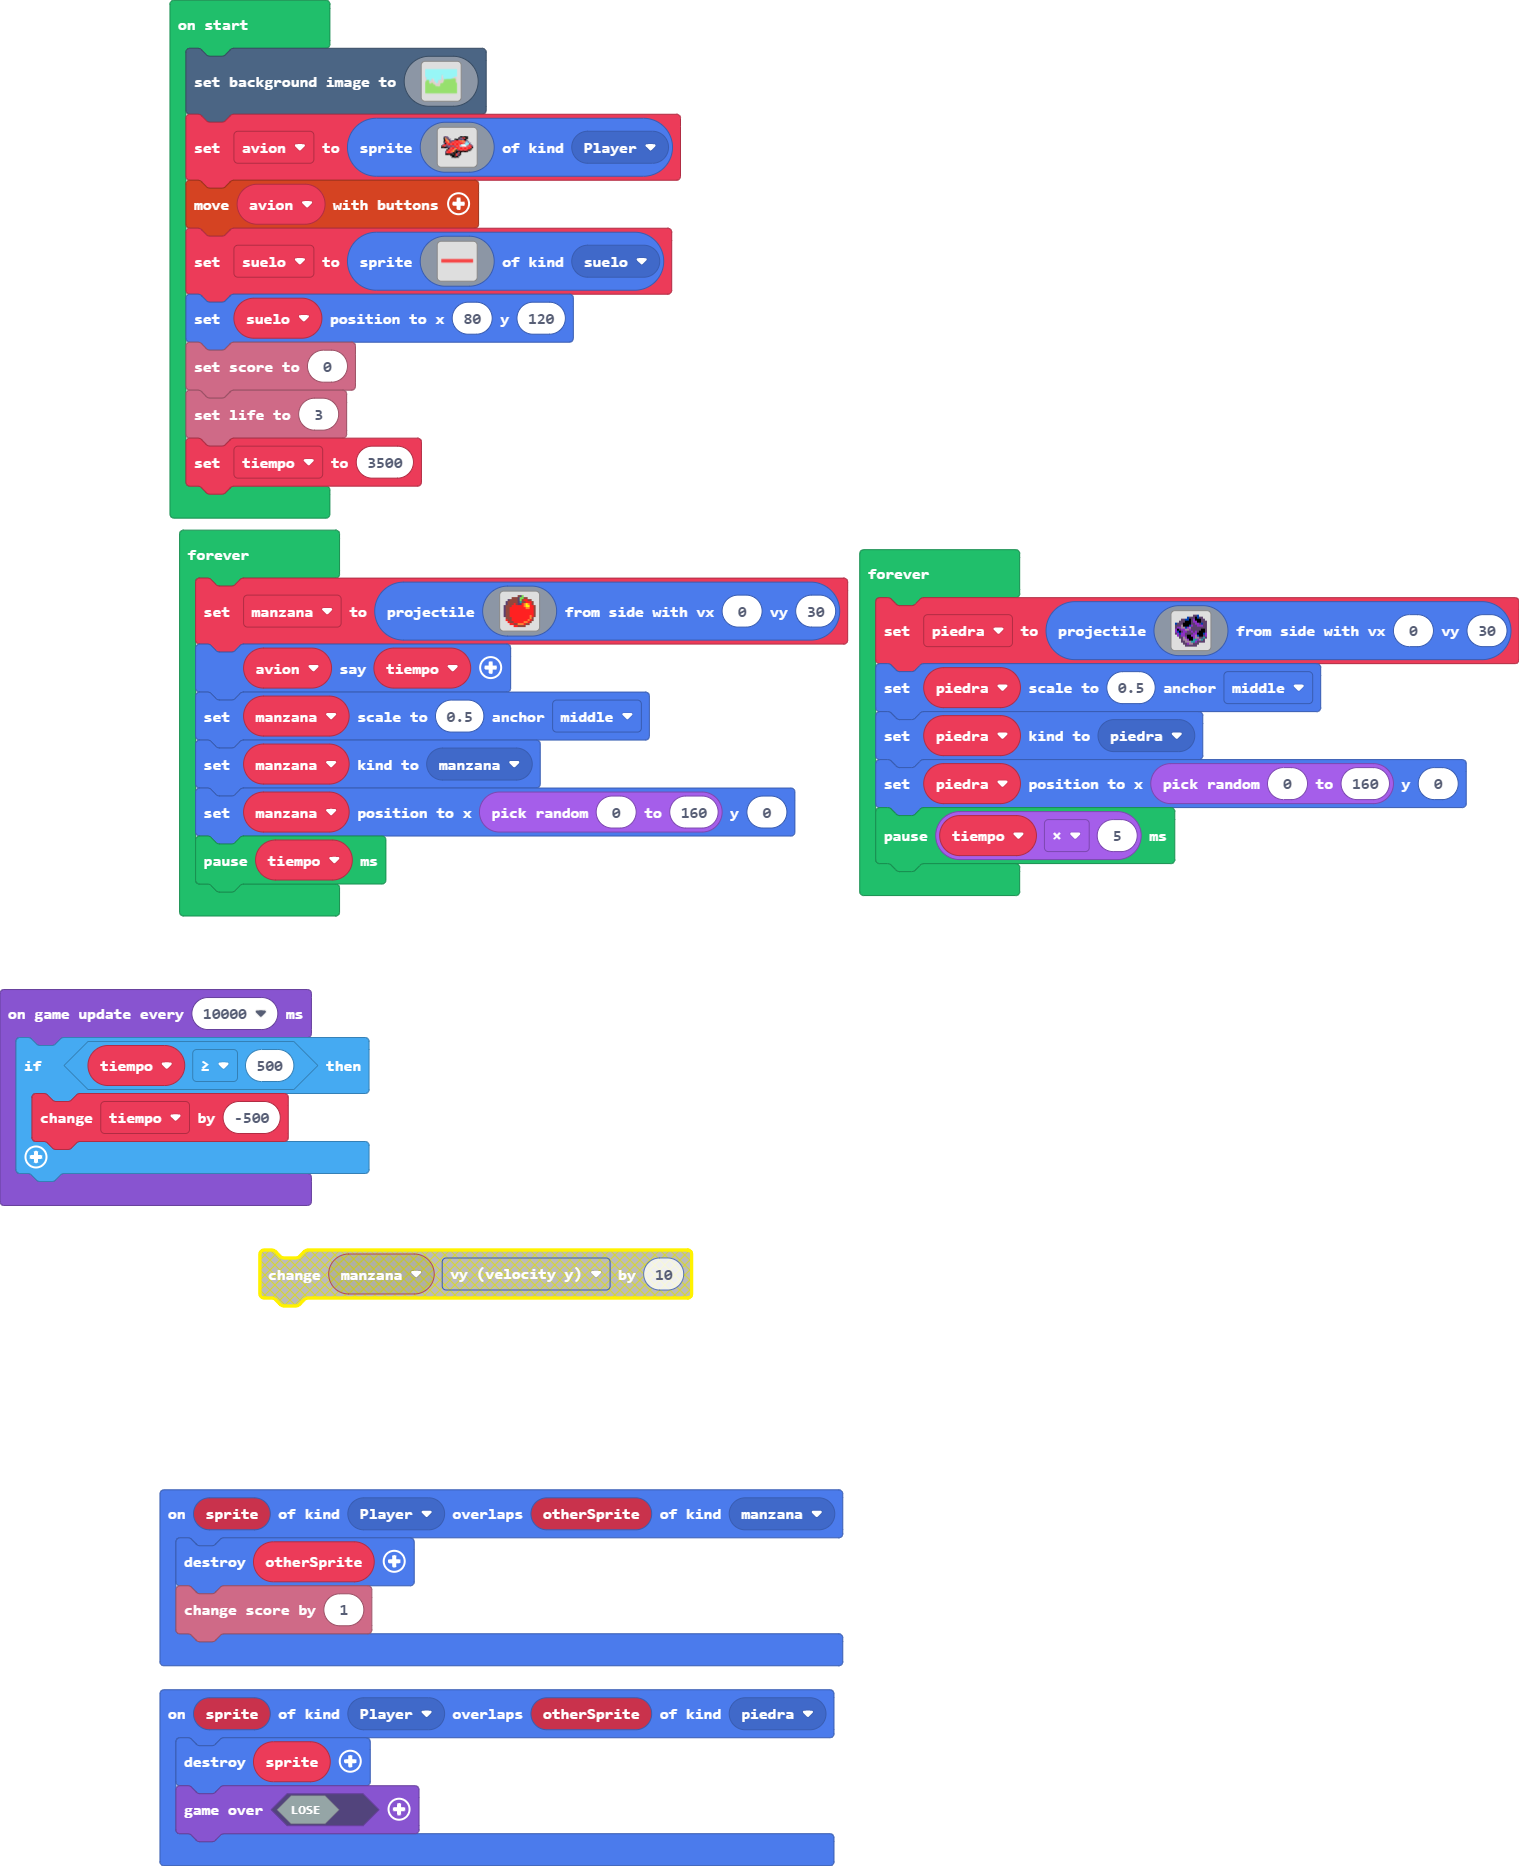 on start
set background image to
set avion to sprite of kind Player
move avion with buttons
set suelo to sprite of kind suelo
set suelo position to x 80 y 120
set score to 0
set life to 3
set tiempo to 3500
forever
set manzana to projectile from side with vx 0 vy 30
avion say tiempo
set manzana scale to 0.5 anchor middle
set manzana kind to manzana
set manzana position to x pick random 0 to 160 y 0
pause tiempo ms
forever
set piedra to projectile from side with vx 0 vy 30
set piedra scale to 0.5 anchor middle
set piedra kind to piedra
set piedra position to x pick random 0 to 160 y 0
pause tiempo × 5 ms
on game update every 10000 ms
if tiempo ≥ 500 then
change tiempo by -500
change manzana vy (velocity y) by 10
on sprite of kind Player overlaps otherSprite of kind manzana
destroy otherSprite
change score by 1
on sprite of kind Player overlaps otherSprite of kind piedra
destroy sprite
game over LOSE